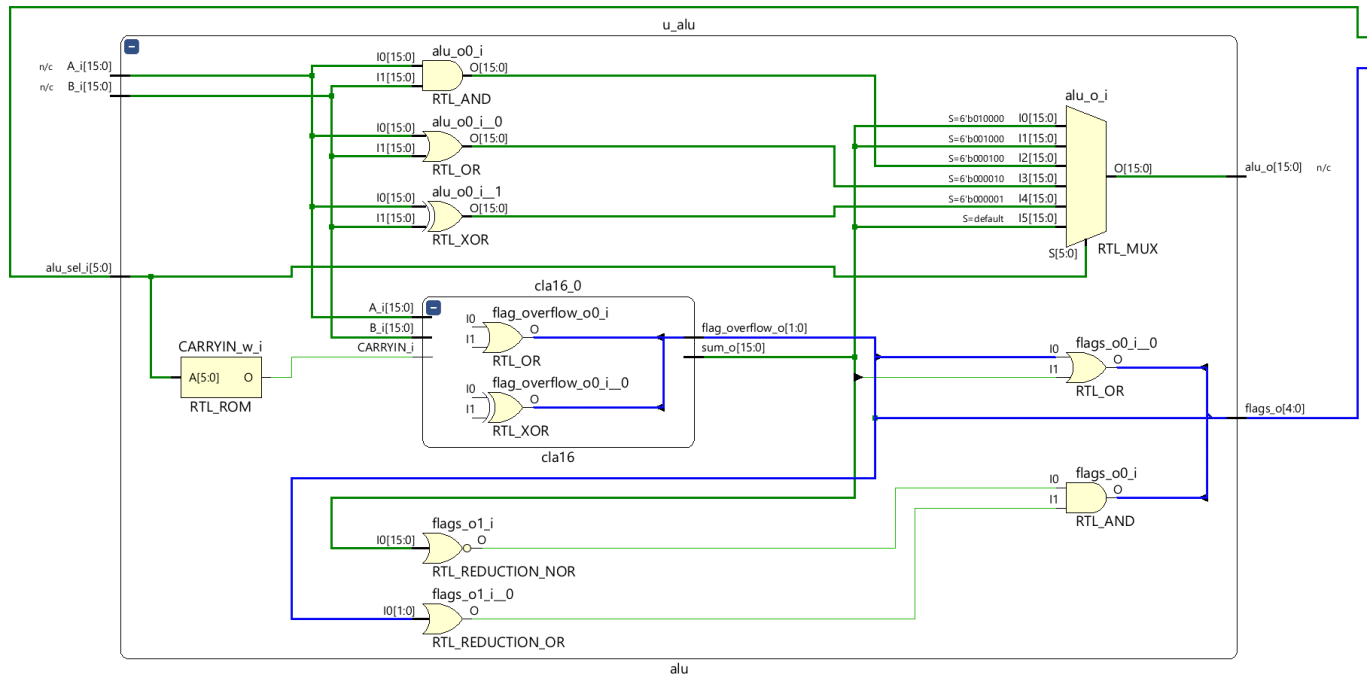 u_alu
n/c A_i[15:0]
n/c B_i[15:0]
alu_o0_i
I0[15:0]
I1[15:0]
O[15:0]
RTL_AND
alu_o0_i__0
I0[15:0]
I1[15:0]
O[15:0]
RTL_OR
alu_o0_i__1
I0[15:0]
I1[15:0]
O[15:0]
RTL_XOR
alu_o_i
S=6'b010000 I0[15:0]
S=6'b001000 I1[15:0]
S=6'b000100 I2[15:0]
S=6'b000010 I3[15:0]
S=6'b000001 I4[15:0]
S=default I5[15:0]
O[15:0]
S[5:0]
RTL_MUX
alu_o[15:0] n/c
alu_sel_i[5:0]
cla16_0
A_i[15:0]
B_i[15:0]
CARRYIN_i
flag_overflow_o0_i
I0
I1
O
RTL_OR
flag_overflow_o0_i__0
I0
I1
O
RTL_XOR
flag_overflow_o[1:0]
sum_o[15:0]
cla16
CARRYIN_w_i
A[5:0] O
RTL_ROM
flags_o0_i__0
I0
I1
O
RTL_OR
flags_o[4:0]
flags_o0_i
I0
I1
O
RTL_AND
flags_o1_i
I0[15:0]
O
RTL_REDUCTION_NOR
flags_o1_i__0
I0[1:0]
O
RTL_REDUCTION_OR
alu